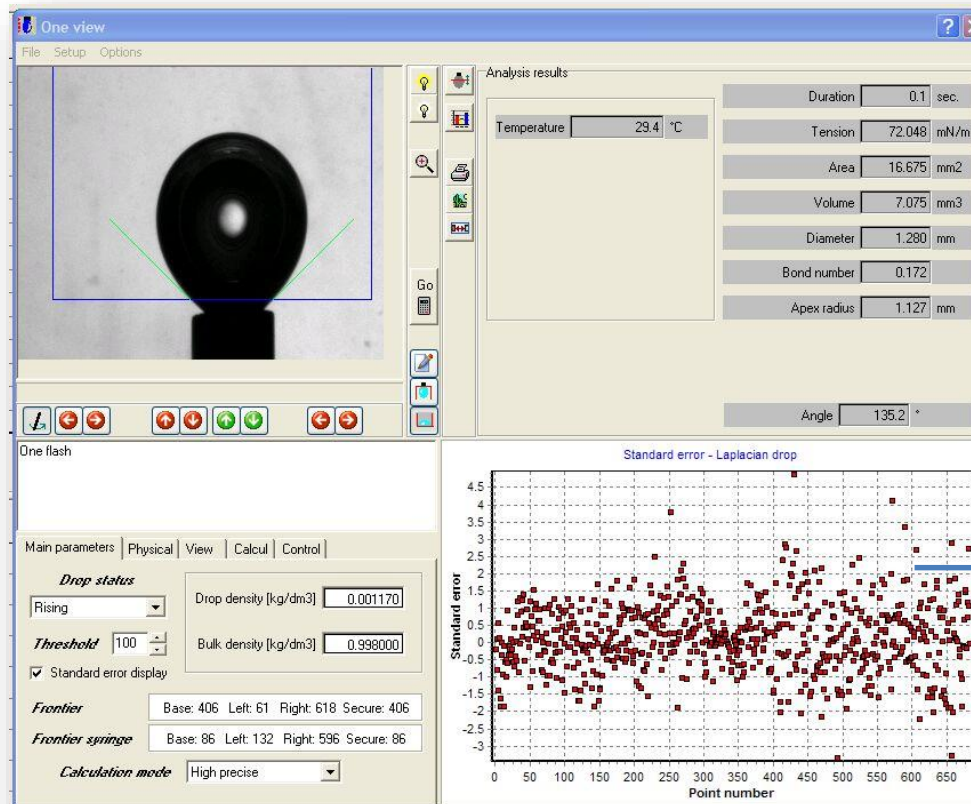 One view
File Setup Options
Go
Analysis results
Temperature 29.4 °C
Duration 0.1 sec.
Tension 72.048 mN/m
Area 16.675 mm2
Volume 7.075 mm3
Diameter 1.280 mm
Bond number 0.172
Apex radius 1.127 mm
Angle 135.2 °
One flash
Main parameters Physical View Calcul Control
Drop status
Rising
Threshold 100
Standard error display
Drop density [kg/dm3] 0.001170
Bulk density [kg/dm3] 0.998000
Frontier Base: 406 Left: 61 Right: 618 Secure: 406
Frontier syringe Base: 86 Left: 132 Right: 596 Secure: 86
Calculation mode High precise
Standard error - Laplacian drop
Standard error
4.5
4
3.5
3
2.5
2
1.5
1
0.5
0
-0.5
-1
-1.5
-2
-2.5
-3
0 50 100 150 200 250 300 350 400 450 500 550 600 650
Point number